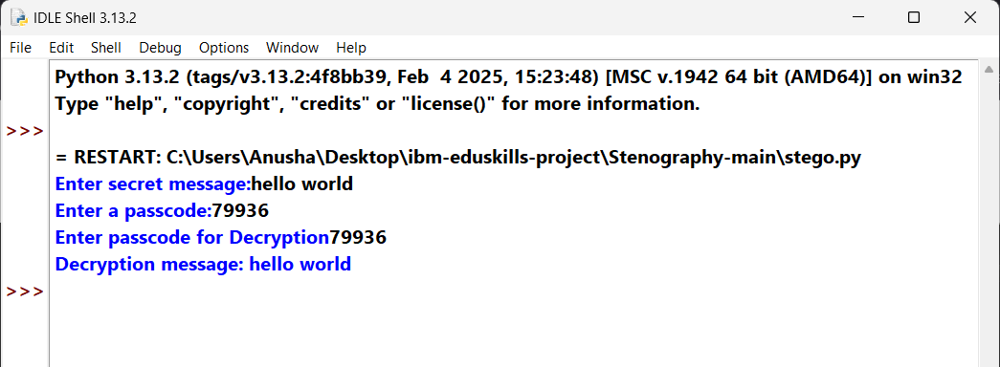 IDLE Shell 3.13.2
File Edit Shell Debug Options Window Help
Python 3.13.2 (tags/v3.13.2:4f8bb39, Feb  4 2025, 15:23:48) [MSC v.1942 64 bit (AMD64)] on win32
Type "help", "copyright", "credits" or "license()" for more information.
>>>
= RESTART: C:\Users\Anusha\Desktop\ibm-eduskills-project\Stenography-main\stego.py
Enter secret message:hello world
Enter a passcode:79936
Enter passcode for Decryption79936
Decryption message: hello world
>>>